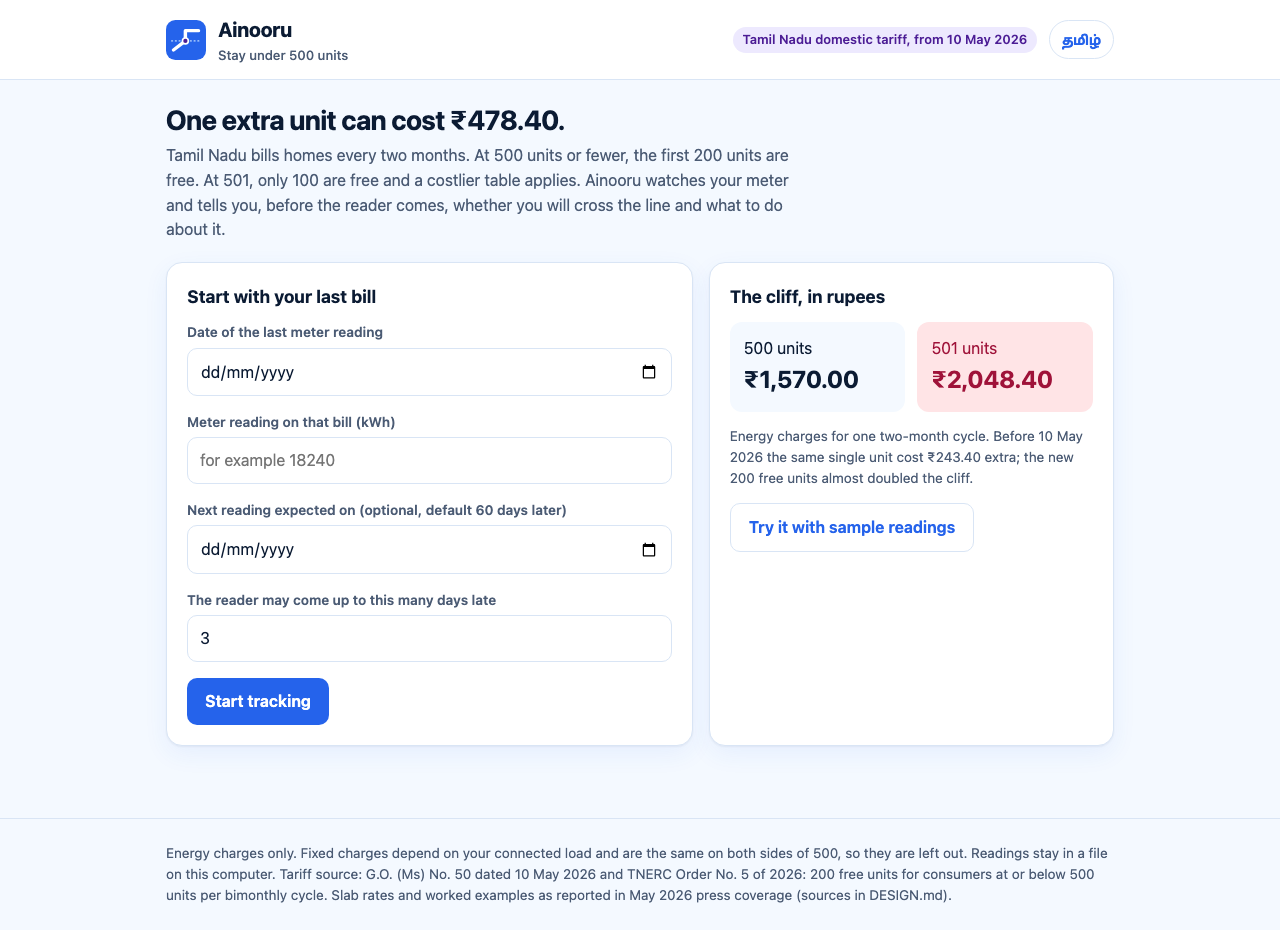 Ainooru
Stay under 500 units
Tamil Nadu domestic tariff, from 10 May 2026
தமிழ்
One extra unit can cost ₹478.40.
Tamil Nadu bills homes every two months. At 500 units or fewer, the first 200 units are
free. At 501, only 100 are free and a costlier table applies. Ainooru watches your meter
and tells you, before the reader comes, whether you will cross the line and what to do
about it.
Start with your last bill
Date of the last meter reading
dd/mm/yyyy
Meter reading on that bill (kWh)
for example 18240
Next reading expected on (optional, default 60 days later)
dd/mm/yyyy
The reader may come up to this many days late
3
Start tracking
The cliff, in rupees
500 units
₹1,570.00
501 units
₹2,048.40
Energy charges for one two-month cycle. Before 10 May
2026 the same single unit cost ₹243.40 extra; the new
200 free units almost doubled the cliff.
Try it with sample readings
Energy charges only. Fixed charges depend on your connected load and are the same on both sides of 500, so they are left out. Readings stay in a file
on this computer. Tariff source: G.O. (Ms) No. 50 dated 10 May 2026 and TNERC Order No. 5 of 2026: 200 free units for consumers at or below 500
units per bimonthly cycle. Slab rates and worked examples as reported in May 2026 press coverage (sources in DESIGN.md).